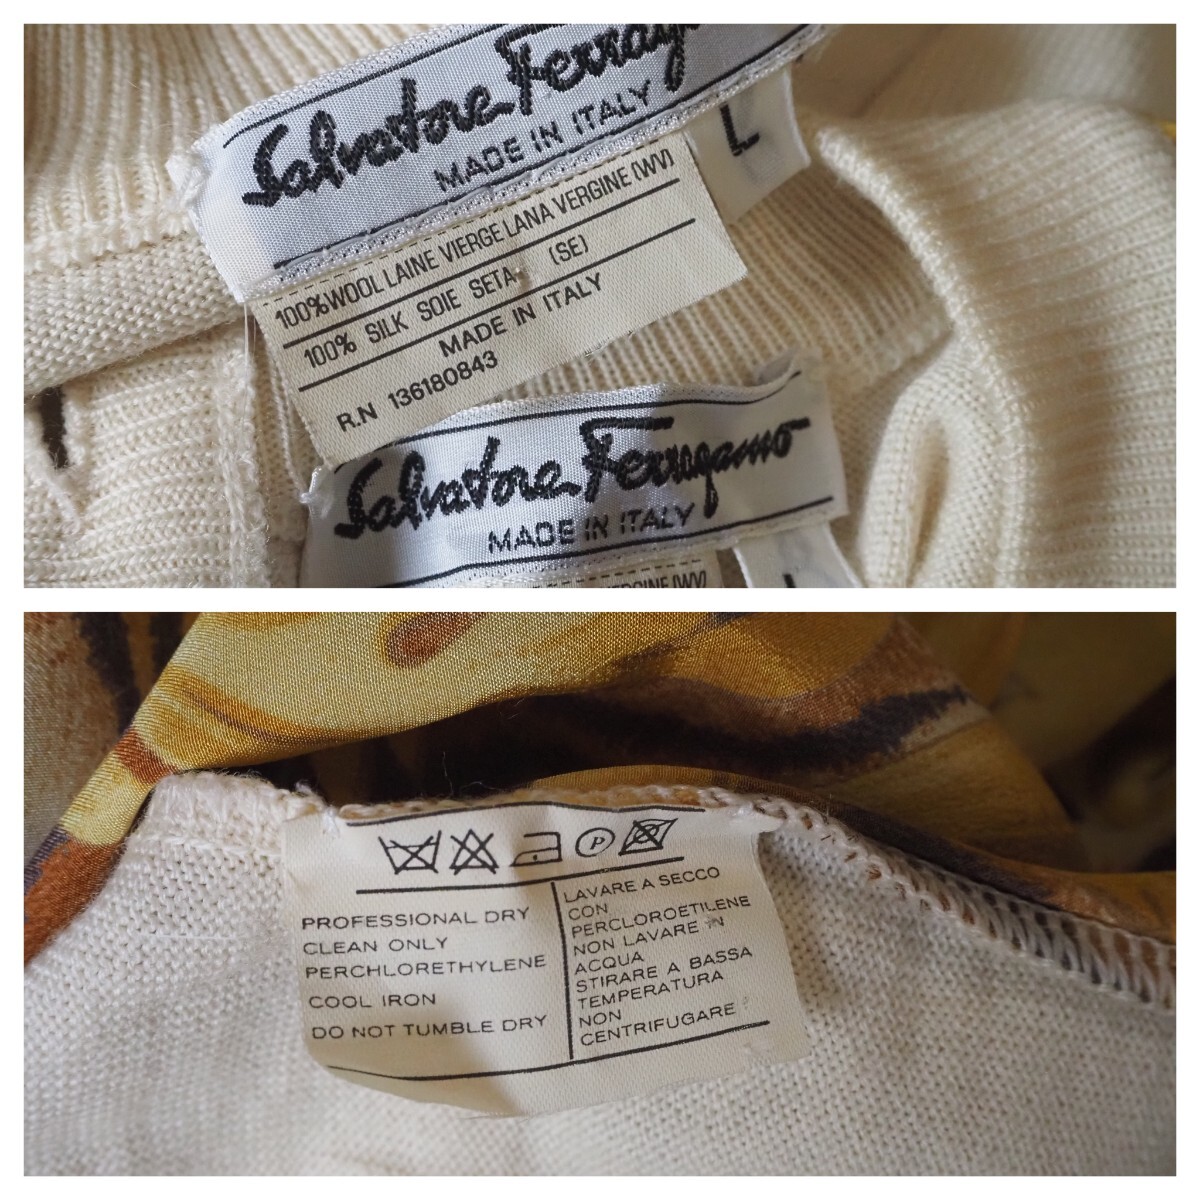 Salvatore Ferragamo
MADE IN ITALY
L
100% WOOL LAINE VIERGE LANA VERGINE (WV)
100% SILK SOIE SETA (SE)
MADE IN ITALY
R.N 136180843
Salvatore Ferragamo
MADE IN ITALY
VERGINE (WV)
P
PROFESSIONAL DRY
CLEAN ONLY
PERCHLORETHYLENE
COOL IRON
DO NOT TUMBLE DRY
LAVARE A SECCO
CON
PERCLOROETILENE
NON LAVARE IN
ACQUA
STIRARE A BASSA
TEMPERATURA
NON
CENTRIFUGARE